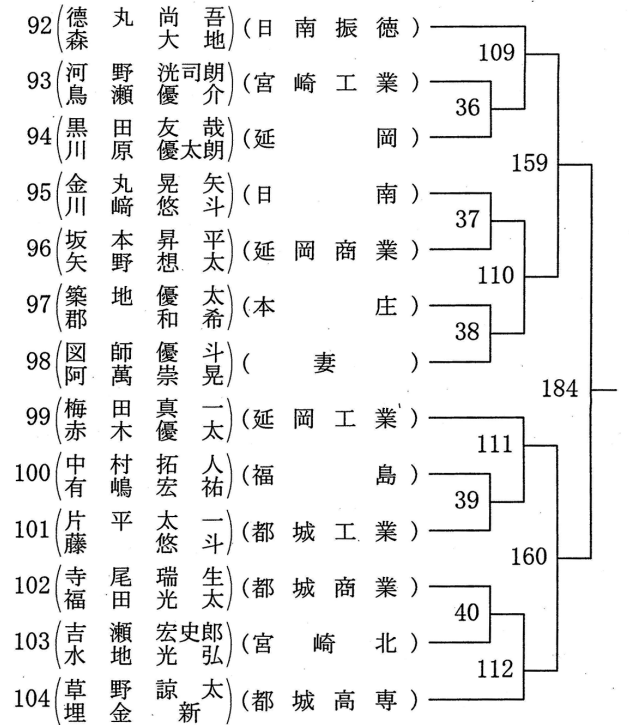 92 德丸尚吾 (日南振徳)
森大地
109
93 河野洸司朗 (宮崎工業)
鳥瀬優介
36
94 黒田友哉 (延岡)
川原優太朗
159
95 金丸晃矢 (日南)
川﨑悠斗
37
96 坂本昇平 (延岡商業)
矢野想太
110
97 築地優太 (本庄)
郡和希
38
98 図師優斗 (妻)
阿萬崇晃
184
99 梅田真一 (延岡工業)
赤木優太
111
100 中村拓人 (福島)
有嶋宏祐
39
101 片平太一 (都城工業)
藤悠斗
160
102 寺尾瑞生 (都城商業)
福田光太
40
103 吉瀬宏史郎 (宮崎北)
水地光弘
112
104 草野諒太 (都城高専)
埋金新